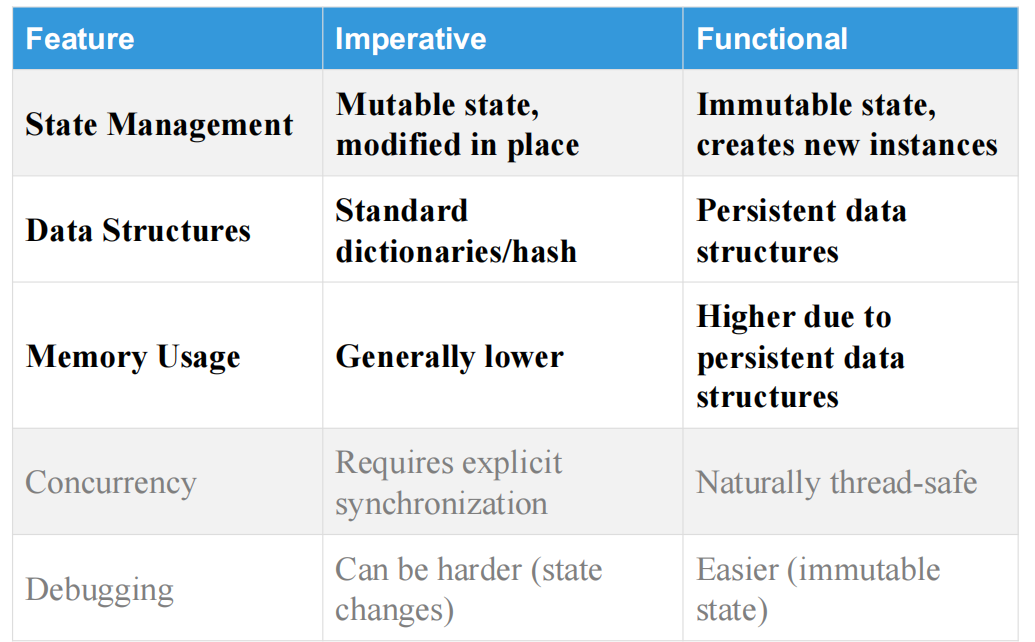 Feature Imperative Functional
State Management
Mutable state,
modified in place
Immutable state,
creates new instances
Data Structures
Standard
dictionaries/hash
Persistent data
structures
Memory Usage
Generally lower
Higher due to
persistent data
structures
Concurrency
Requires explicit
synchronization
Naturally thread-safe
Debugging
Can be harder (state
changes)
Easier (immutable
state)